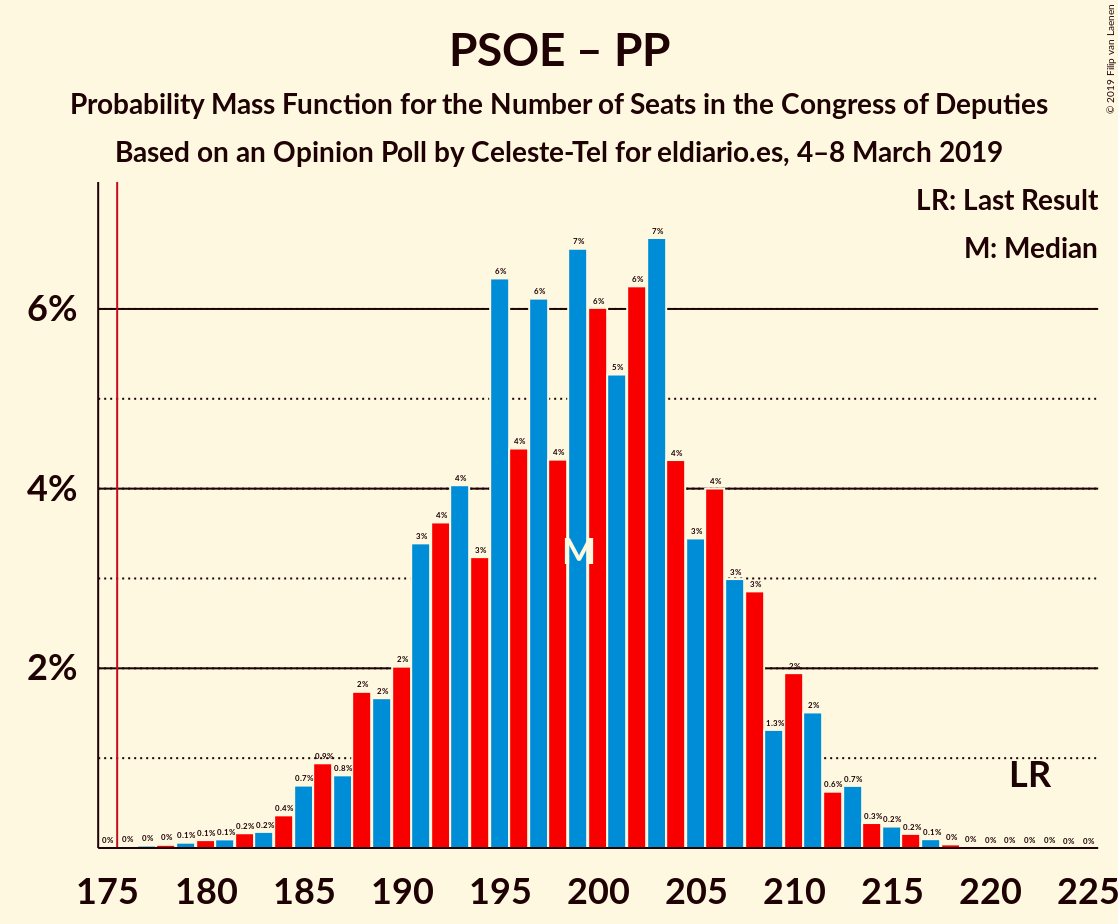 PSOE – PP
Probability Mass Function for the Number of Seats in the Congress of Deputies
Based on an Opinion Poll by Celeste-Tel for eldiario.es, 4–8 March 2019
© 2019 Filip van Laenen
LR: Last Result
M: Median
6%
4%
2%
0% 0% 0% 0% 0.1% 0.1% 0.1% 0.2% 0.2% 0.4% 0.7% 0.9% 0.8% 2% 2% 2% 3% 4% 4% 3% 6% 4% 6% 4% 7% 6% 5% 6% 7% 4% 3% 4% 3% 3% 1.3% 2% 2% 0.6% 0.7% 0.3% 0.2% 0.2% 0.1% 0% 0% 0% 0% 0% 0% 0% 0%
M
LR
175 180 185 190 195 200 205 210 215 220 225